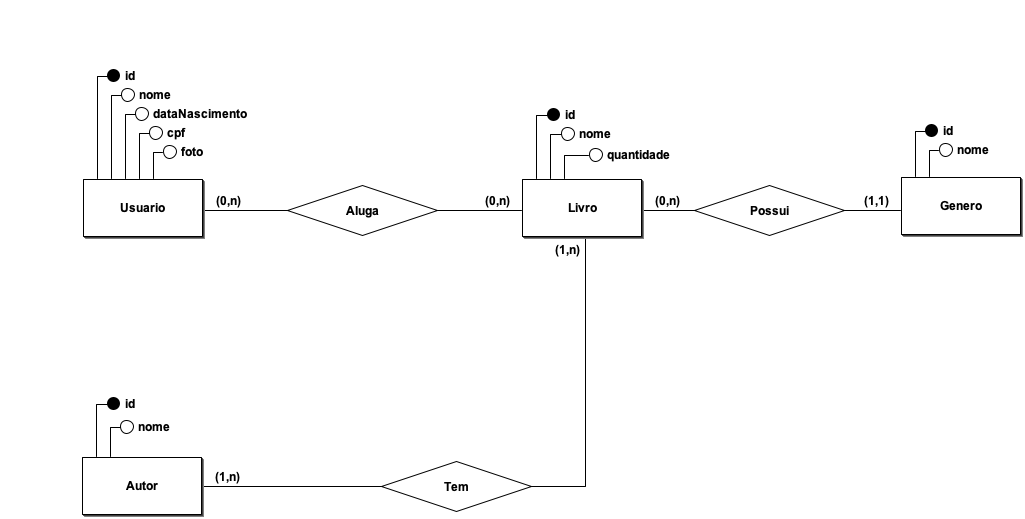 id
nome
dataNascimento
cpf
foto
Usuario
(0,n)
Aluga
(0,n)
id
nome
quantidade
Livro
(0,n)
Possui
(1,1)
id
nome
Genero
(1,n)
id
nome
Autor
(1,n)
Tem